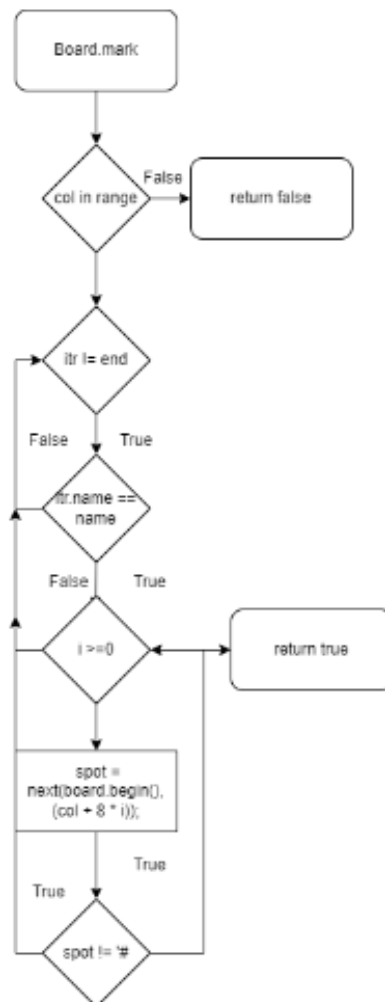 Board.mark
False
col in range
return false
itr != end
False
True
itr.name ==
name
False
True
i >=0
return true
spot =
next(board.begin(),
(col + 8 * i));
True
True
spot != '#